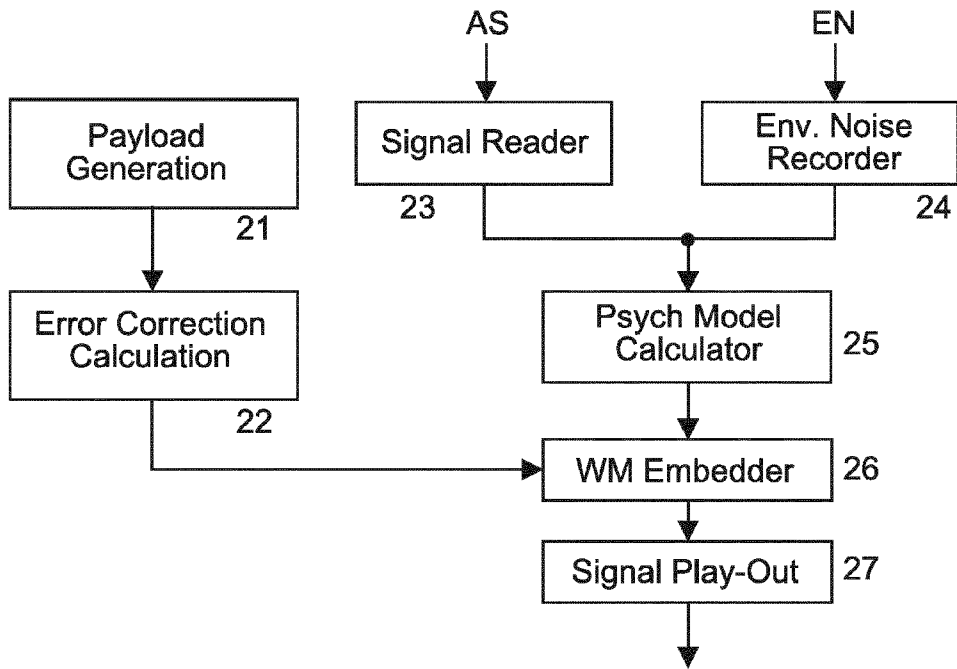 AS
EN
Payload
Generation
21
Signal Reader
23
Env. Noise
Recorder
24
Error Correction
Calculation
22
Psych Model
Calculator
25
WM Embedder
26
Signal Play-Out
27